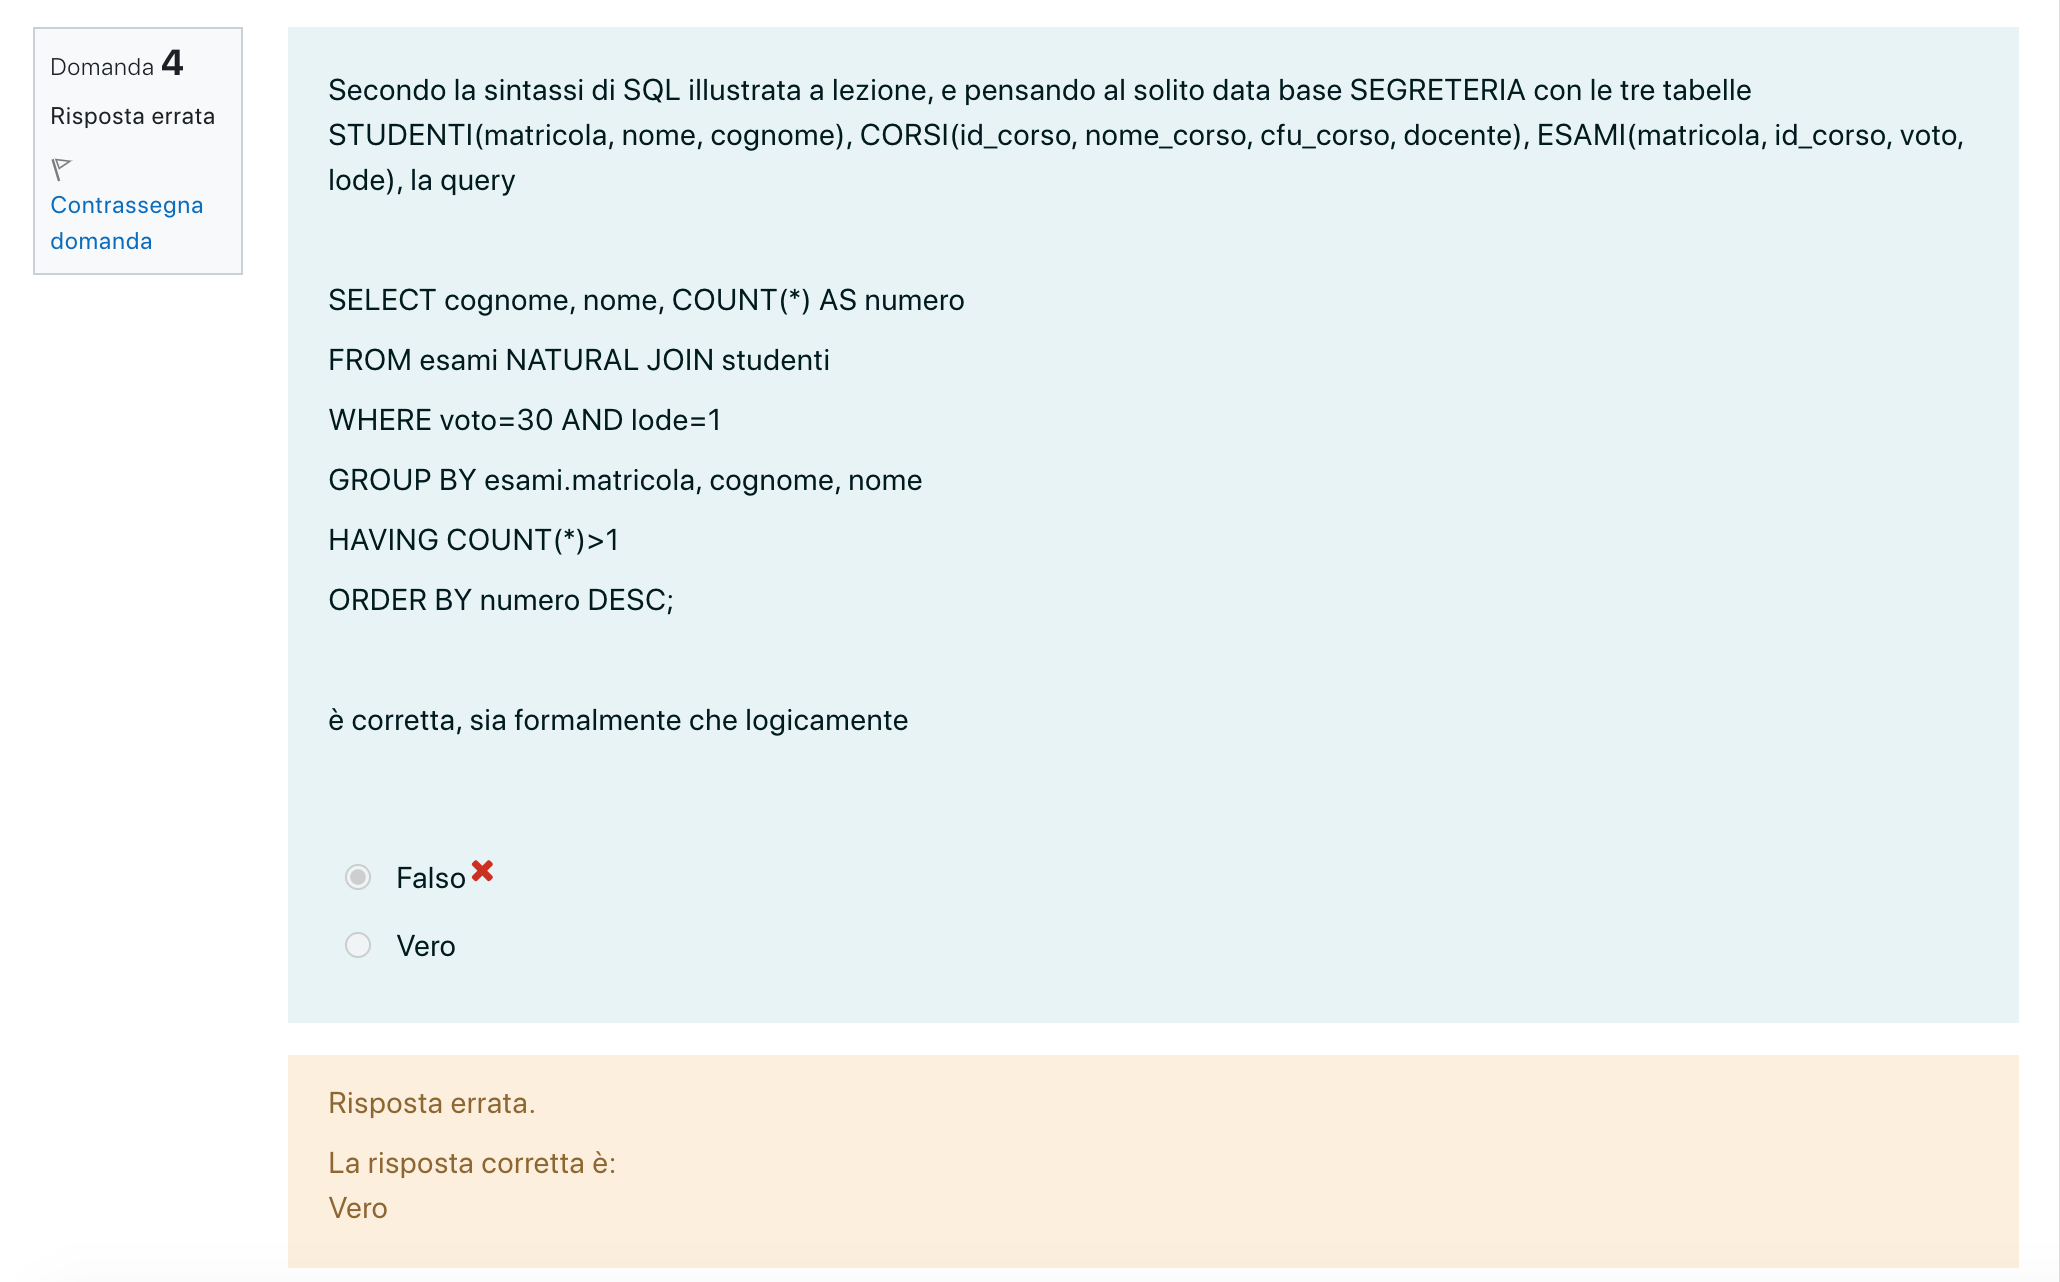 Domanda 4
Risposta errata
Contrassegna
domanda
Secondo la sintassi di SQL illustrata a lezione, e pensando al solito data base SEGRETERIA con le tre tabelle
STUDENTI(matricola, nome, cognome), CORSI(id_corso, nome_corso, cfu_corso, docente), ESAMI(matricola, id_corso, voto,
lode), la query
SELECT cognome, nome, COUNT(*) AS numero
FROM esami NATURAL JOIN studenti
WHERE voto=30 AND lode=1
GROUP BY esami.matricola, cognome, nome
HAVING COUNT(*)>1
ORDER BY numero DESC;
è corretta, sia formalmente che logicamente
Falso
Vero
Risposta errata.
La risposta corretta è:
Vero